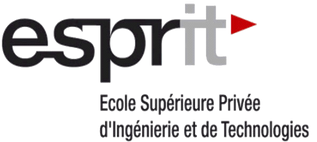 esprit
Ecole Supérieure Privée
d'Ingénierie et de Technologies